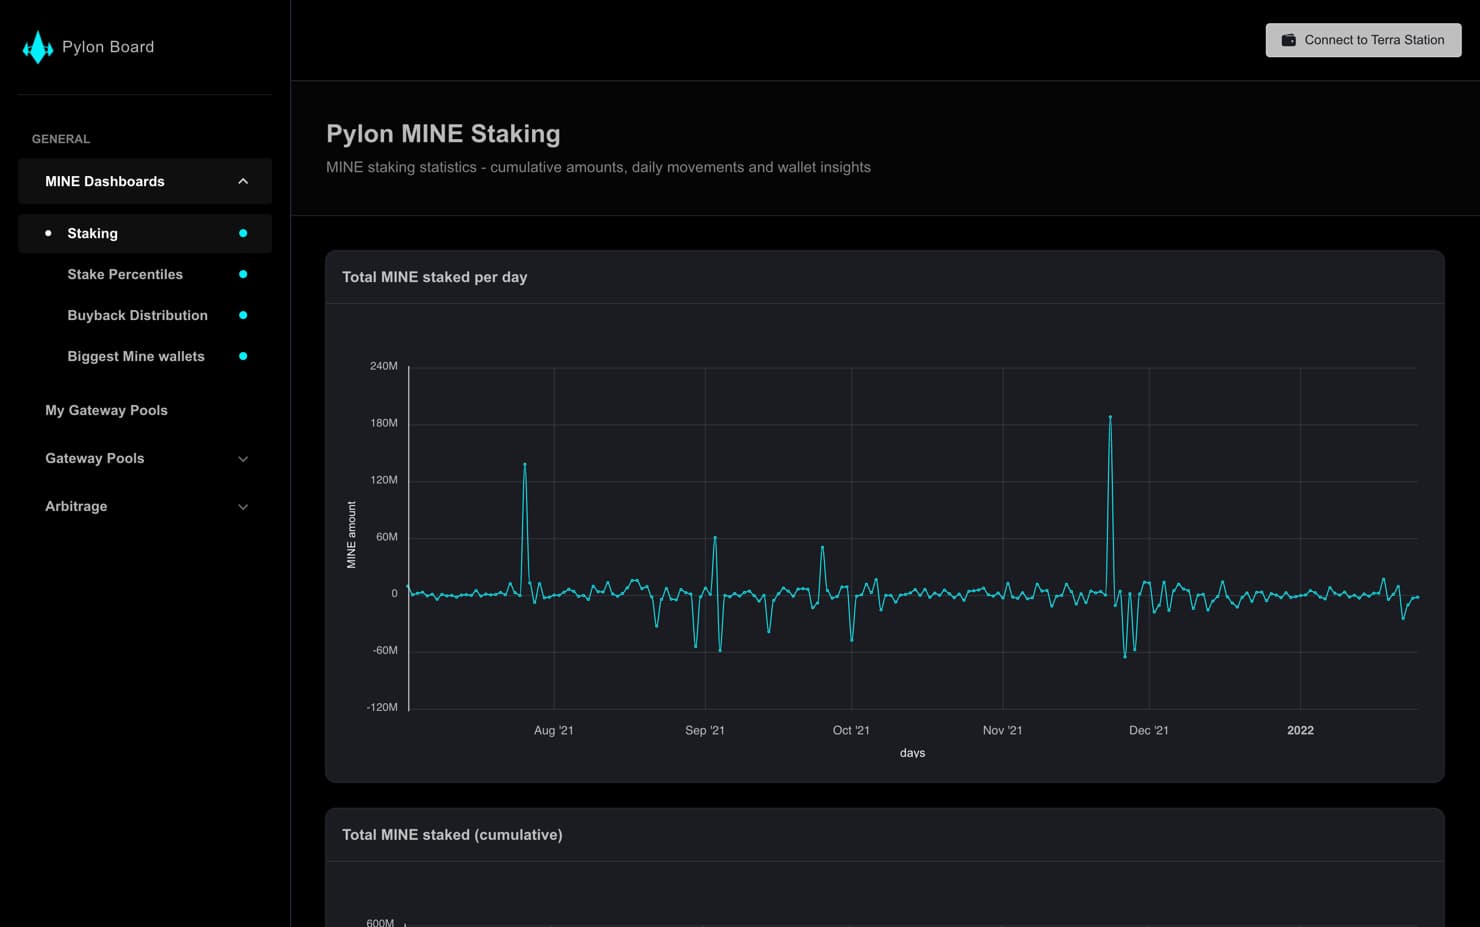 Pylon Board
Connect to Terra Station
GENERAL
MINE Dashboards
Staking
Stake Percentiles
Buyback Distribution
Biggest Mine wallets
My Gateway Pools
Gateway Pools
Arbitrage
Pylon MINE Staking
MINE staking statistics - cumulative amounts, daily movements and wallet insights
Total MINE staked per day
240M
180M
120M
60M
0
-60M
-120M
MINE amount
Aug '21
Sep '21
Oct '21
Nov '21
Dec '21
2022
days
Total MINE staked (cumulative)
600M